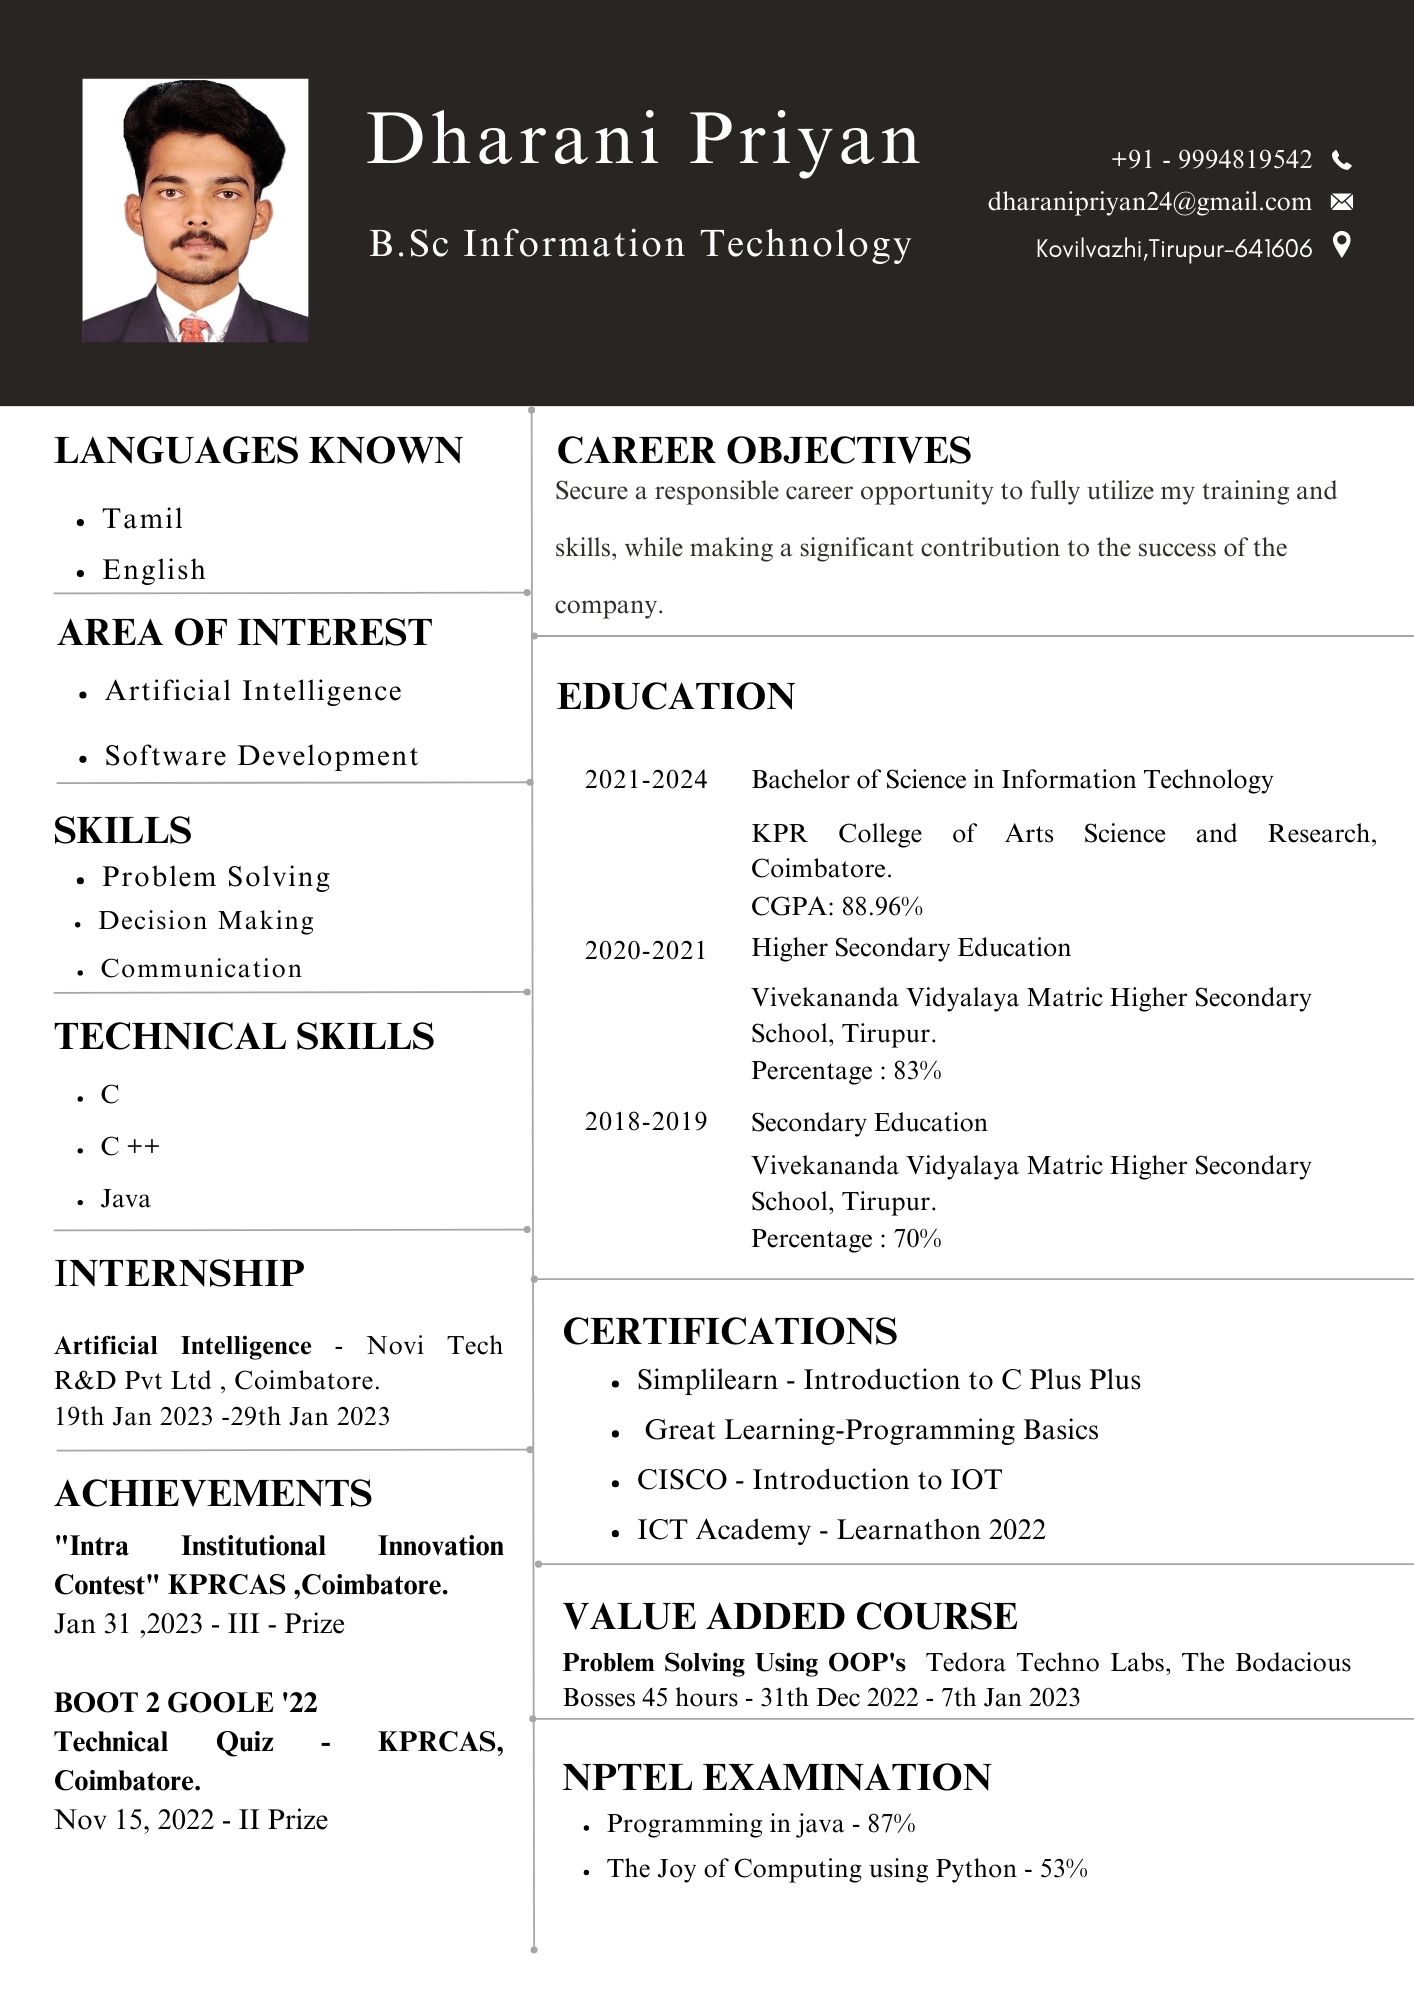 Dharani Priyan
B.Sc Information Technology
+91 - 9994819542
dharanipriyan24@gmail.com
Kovilvazhi,Tirupur-641606
LANGUAGES KNOWN
• Tamil
• English
AREA OF INTEREST
• Artificial Intelligence
• Software Development
SKILLS
• Problem Solving
• Decision Making
• Communication
TECHNICAL SKILLS
• C
• C ++
• Java
INTERNSHIP
Artificial Intelligence - Novi Tech
R&D Pvt Ltd , Coimbatore.
19th Jan 2023 -29th Jan 2023
ACHIEVEMENTS
"Intra Institutional Innovation
Contest" KPRCAS ,Coimbatore.
Jan 31 ,2023 - III - Prize
BOOT 2 GOOLE '22
Technical Quiz - KPRCAS,
Coimbatore.
Nov 15, 2022 - II Prize
CAREER OBJECTIVES
Secure a responsible career opportunity to fully utilize my training and
skills, while making a significant contribution to the success of the
company.
EDUCATION
2021-2024 Bachelor of Science in Information Technology
KPR College of Arts Science and Research,
Coimbatore.
CGPA: 88.96%
2020-2021 Higher Secondary Education
Vivekananda Vidyalaya Matric Higher Secondary
School, Tirupur.
Percentage : 83%
2018-2019 Secondary Education
Vivekananda Vidyalaya Matric Higher Secondary
School, Tirupur.
Percentage : 70%
CERTIFICATIONS
• Simplilearn - Introduction to C Plus Plus
• Great Learning-Programming Basics
• CISCO - Introduction to IOT
• ICT Academy - Learnathon 2022
VALUE ADDED COURSE
Problem Solving Using OOP's Tedora Techno Labs, The Bodacious
Bosses 45 hours - 31th Dec 2022 - 7th Jan 2023
NPTEL EXAMINATION
• Programming in java - 87%
• The Joy of Computing using Python - 53%